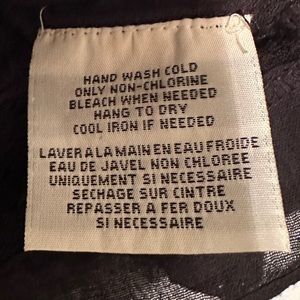 HAND WASH COLD
ONLY NON-CHLORINE
BLEACH WHEN NEEDED
HANG TO DRY
COOL IRON IF NEEDED
LAVER A LA MAIN EN EAU FROIDE
EAU DE JAVEL NON CHLOREE
UNIQUEMENT SI NECESSAIRE
SECHAGE SUR CINTRE
REPASSER A FER DOUX
SI NECESSAIRE